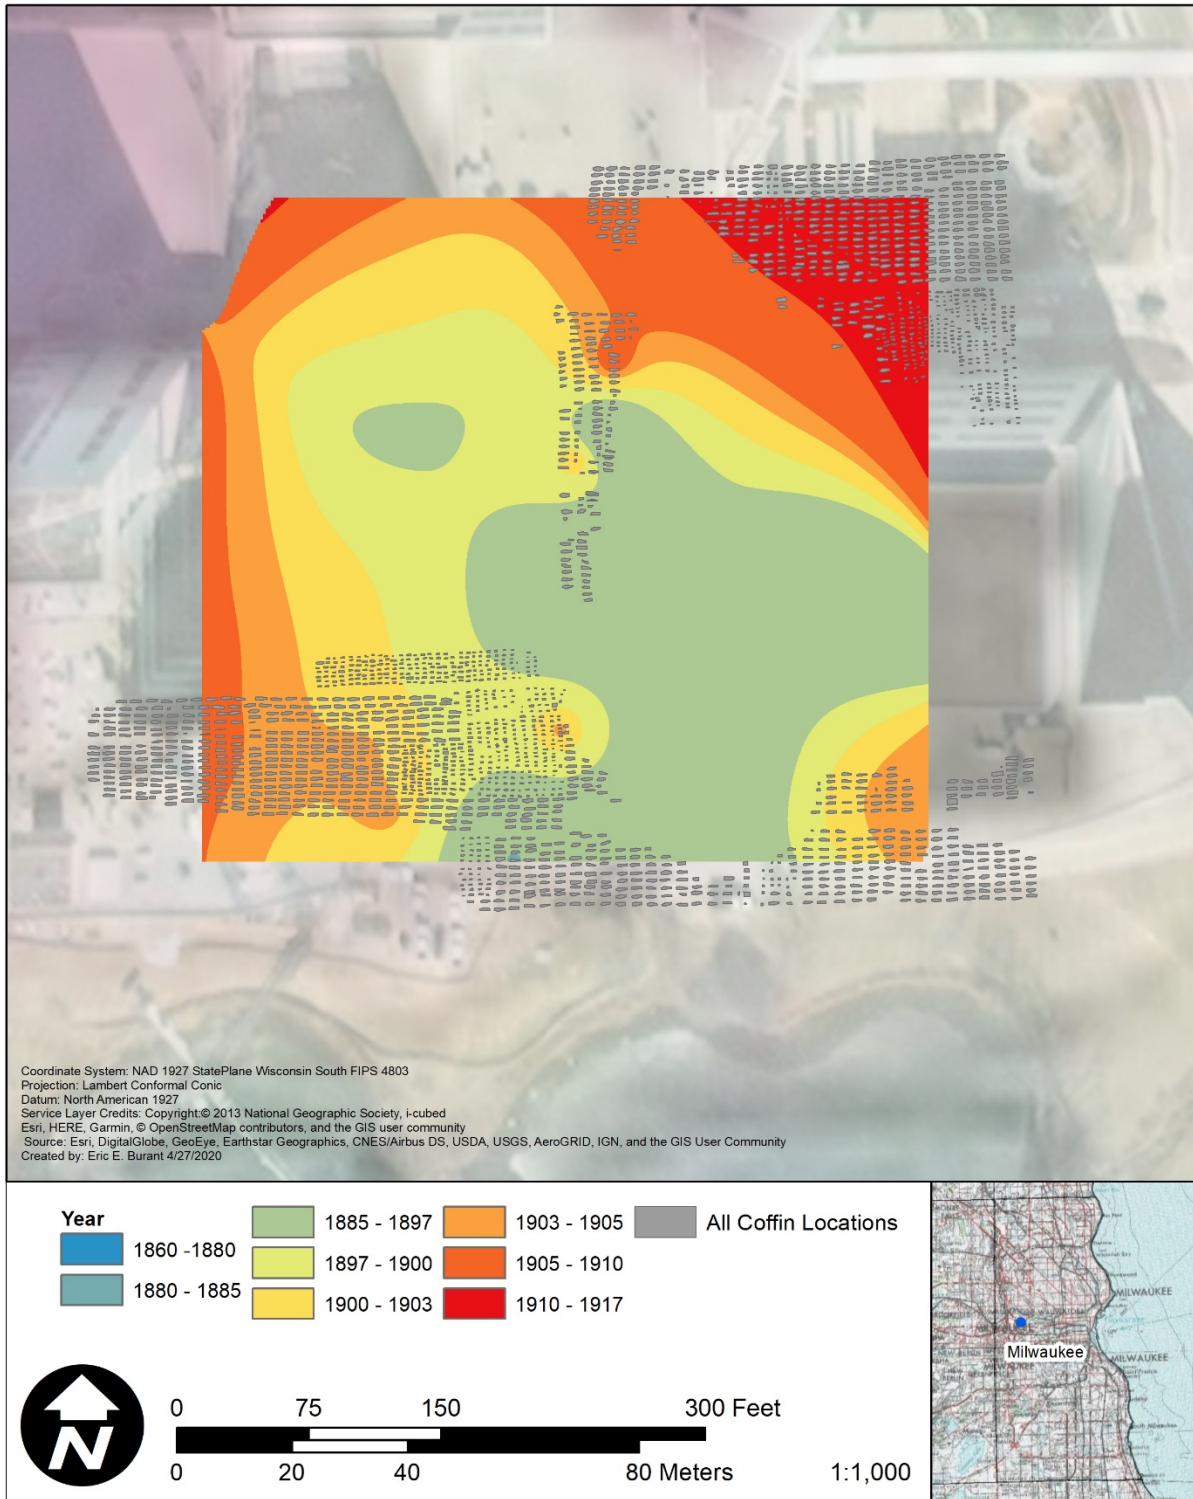 Coordinate System: NAD 1927 StatePlane Wisconsin South FIPS 4803
Projection: Lambert Conformal Conic
Datum: North American 1927
Service Layer Credits: Copyright:© 2013 National Geographic Society, i-cubed
Esri, HERE, Garmin, © OpenStreetMap contributors, and the GIS user community
Source: Esri, DigitalGlobe, GeoEye, Earthstar Geographics, CNES/Airbus DS, USDA, USGS, AeroGRID, IGN, and the GIS User Community
Created by: Eric E. Burant 4/27/2020
Year
1860 -1880
1880 - 1885
1885 - 1897
1897 - 1900
1900 - 1903
1903 - 1905
1905 - 1910
1910 - 1917
All Coffin Locations
N
0 75 150 300 Feet
0 20 40 80 Meters
1:1,000
MILWAUKEE
Milwaukee
MILWAUKEE